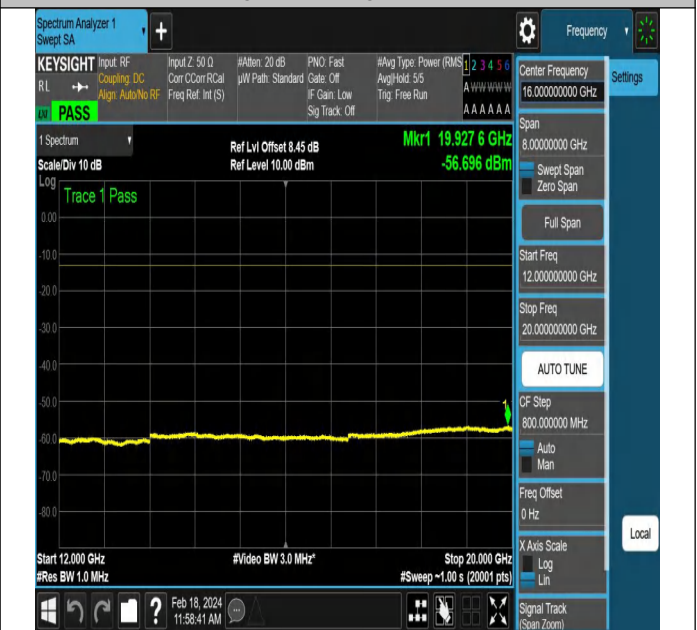 Spectrum Analyzer 1
Swept SA
Frequency
KEYSIGHT
RL
Input: RF
Coupling: DC
Align: Auto/No RF
Input Z: 50 Ω
Corr CCorr RCal
Freq Ref: Int (S)
#Atten: 20 dB
µW Path: Standard
PNO: Fast
Gate: Off
IF Gain: Low
Sig Track: Off
#Avg Type: Power (RMS
Avg|Hold: 5/5
Trig: Free Run
1 2 3 4 5 6
A W W W W W
A A A A A A
PASS
1 Spectrum
Scale/Div 10 dB
Ref Lvl Offset 8.45 dB
Ref Level 10.00 dBm
Mkr1 19.927 6 GHz
-56.696 dBm
Log
Trace 1 Pass
0.00
-10.0
-20.0
-30.0
-40.0
-50.0
-60.0
-70.0
-80.0
1
Start 12.000 GHz
#Res BW 1.0 MHz
#Video BW 3.0 MHz*
Stop 20.000 GHz
#Sweep ~1.00 s (20001 pts)
Feb 18, 2024
11:58:41 AM
Center Frequency
16.000000000 GHz
Settings
Span
8.00000000 GHz
Swept Span
Zero Span
Full Span
Start Freq
12.000000000 GHz
Stop Freq
20.000000000 GHz
AUTO TUNE
CF Step
800.000000 MHz
Auto
Man
Freq Offset
0 Hz
X Axis Scale
Log
Lin
Local
Signal Track
(Span Zoom)